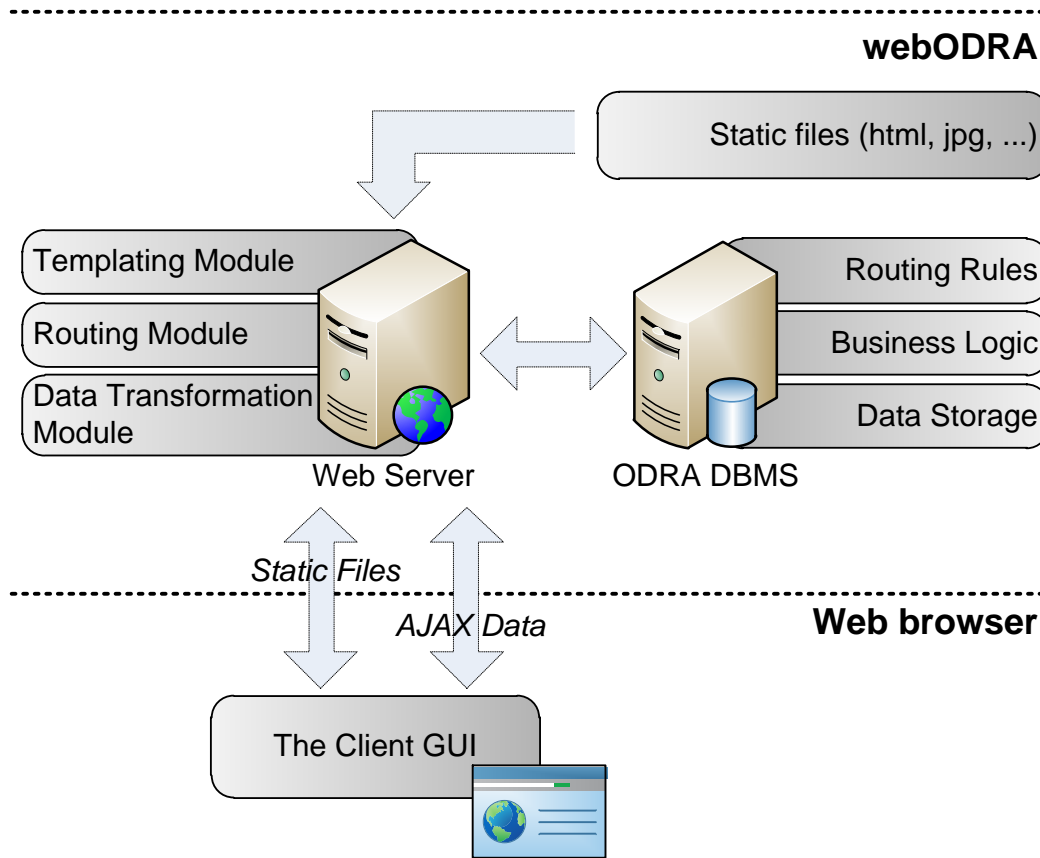 webODRA
Static files (html, jpg, ...)
Templating Module
Routing Module
Data Transformation
Module
Routing Rules
Business Logic
Data Storage
Web Server
ODRA DBMS
Static Files
AJAX Data
Web browser
The Client GUI